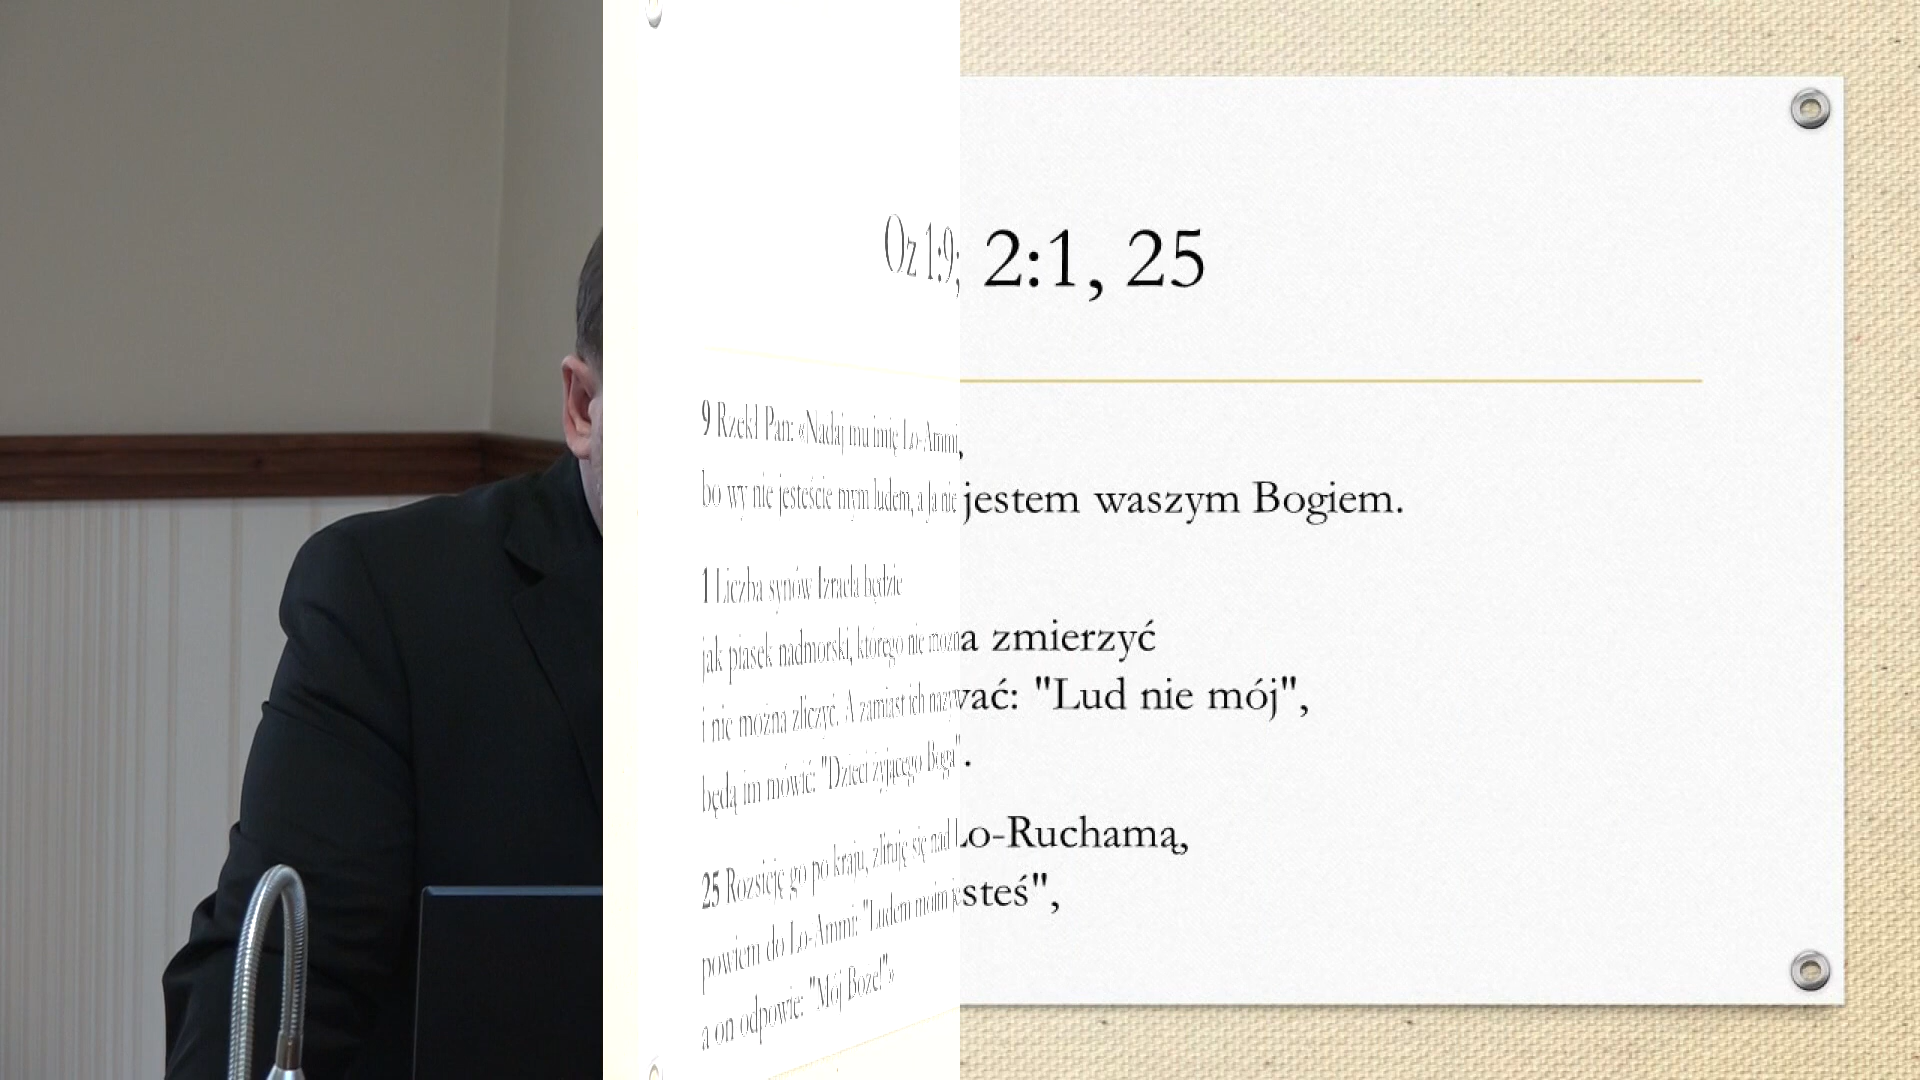 Oz 1:9; 2:1, 25
9 Rzekł Pan: «Nadaj mu imię Lo-Ammi,
bo wy nie jesteście mym ludem, a Ja nie jestem waszym Bogiem.
1 Liczba synów Izraela będzie
jak piasek nadmorski, którego nie można zmierzyć
i nie można zliczyć. A zamiast ich nazywać: "Lud nie mój",
będą im mówić: "Dzieci żyjącego Boga".
25 Rozsieję go po kraju, zlituję się nad Lo-Ruchamą,
powiem do Lo-Ammi: "Ludem moim jesteś",
a on odpowie: "Mój Boże!"»